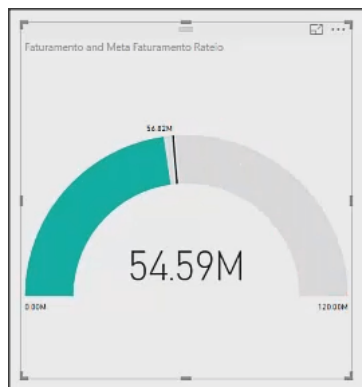 Faturamento and Meta Faturamento Rateio
56.82M
54.59M
0.00M
120.00M